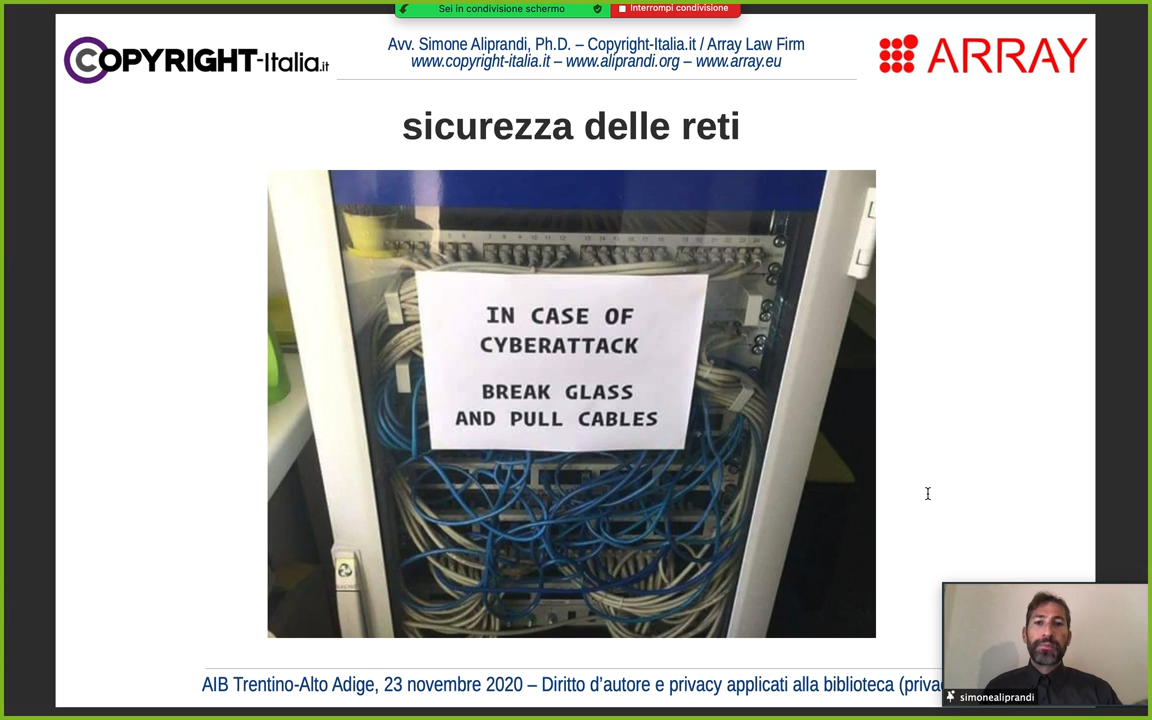 Sei in condivisione schermo
Interrompi condivisione
COPYRIGHT-Italia.it
Avv. Simone Aliprandi, Ph.D. – Copyright-Italia.it / Array Law Firm
www.copyright-italia.it – www.aliprandi.org – www.array.eu
ARRAY
sicurezza delle reti
IN CASE OF
CYBERATTACK
BREAK GLASS
AND PULL CABLES
AIB Trentino-Alto Adige, 23 novembre 2020 – Diritto d’autore e privacy applicati alla biblioteca
simonealiprandi